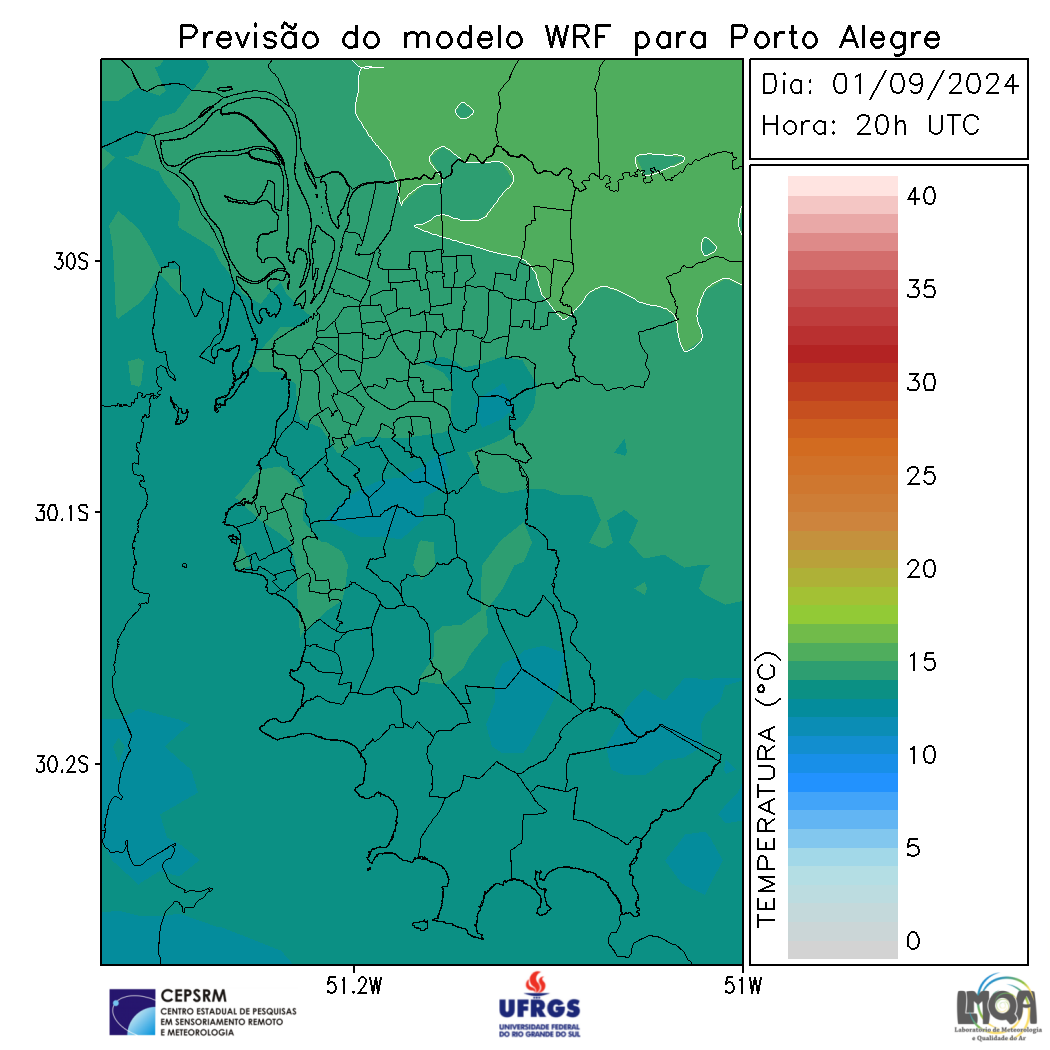 Previsão do modelo WRF para Porto Alegre
Dia: 01/09/2024
Hora: 20h UTC
40
35
30
25
20
15
10
5
0
TEMPERATURA (°C)
30S
30.1S
30.2S
51.2W
51W
CEPSRM
CENTRO ESTADUAL DE PESQUISAS
EM SENSORIAMENTO REMOTO
E METEOROLOGIA
UFRGS
UNIVERSIDADE FEDERAL
DO RIO GRANDE DO SUL
LMQA
Laboratório de Meteorologia
e Qualidade do Ar